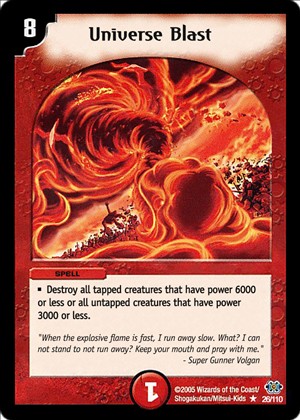 8
Universe Blast
SPELL
▪ Destroy all tapped creatures that have power 6000
or less or all untapped creatures that have power
3000 or less.
"When the explosive flame is fast, I run away slow. What? I can
not stand to not run away? Keep your mouth and pray with me."
- Super Gunner Volgan
1
©2005 Wizards of the Coast/
Shogakukan/Mitsui-Kids ★ 26/110